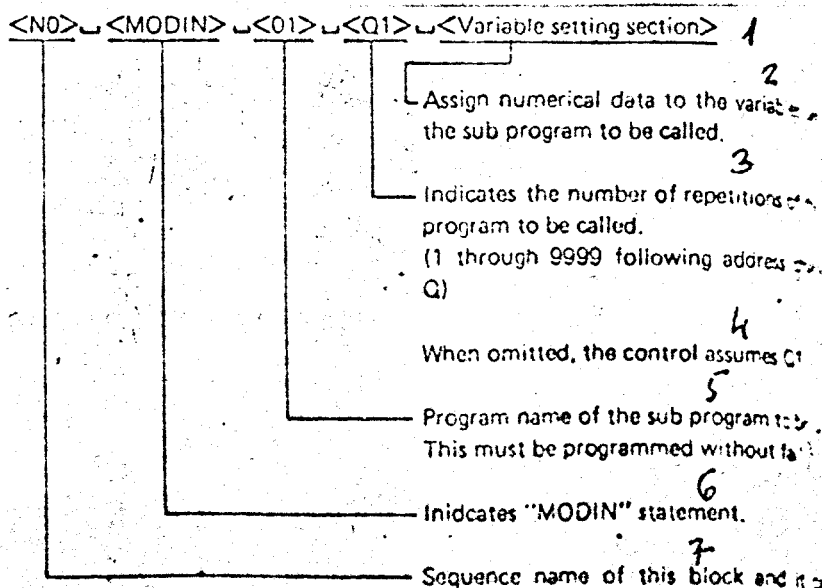 <N0>␣<MODIN>␣<O1>␣<Q1>␣<Variable setting section> 1
2
Assign numerical data to the
the sub program to be called.
3
Indicates the number of repetitions
program to be called.
(1 through 9999 following address
Q)
4
When omitted, the control assumes
5
Program name of the sub program
This must be programmed without
6
Inidcates "MODIN" statement.
7
Sequence name of this block and